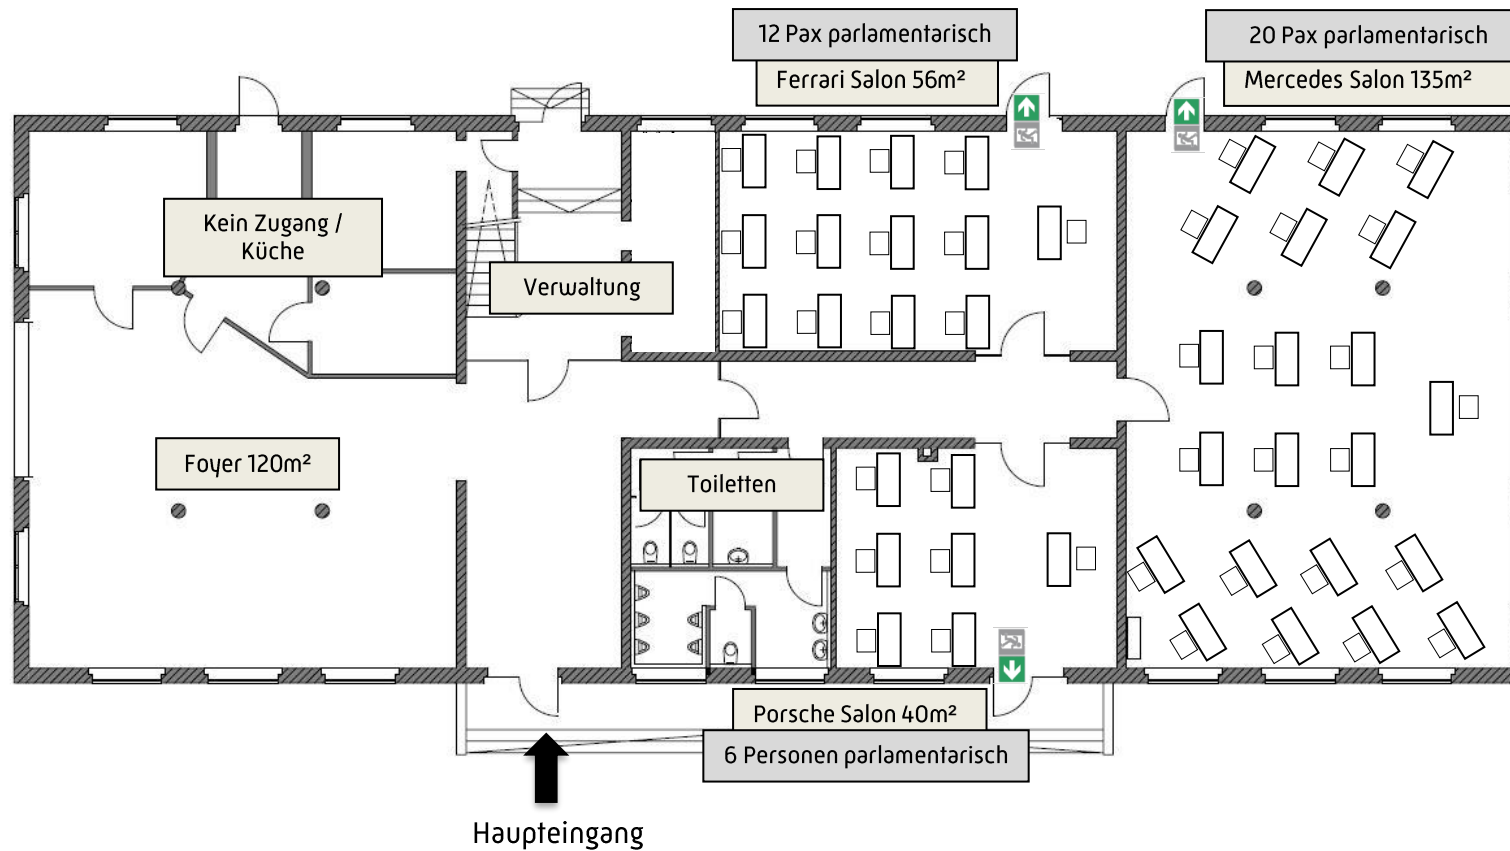 12 Pax parlamentarisch
Ferrari Salon 56m²
20 Pax parlamentarisch
Mercedes Salon 135m²
Kein Zugang /
Küche
Verwaltung
Foyer 120m²
Toiletten
Porsche Salon 40m²
6 Personen parlamentarisch
Haupteingang